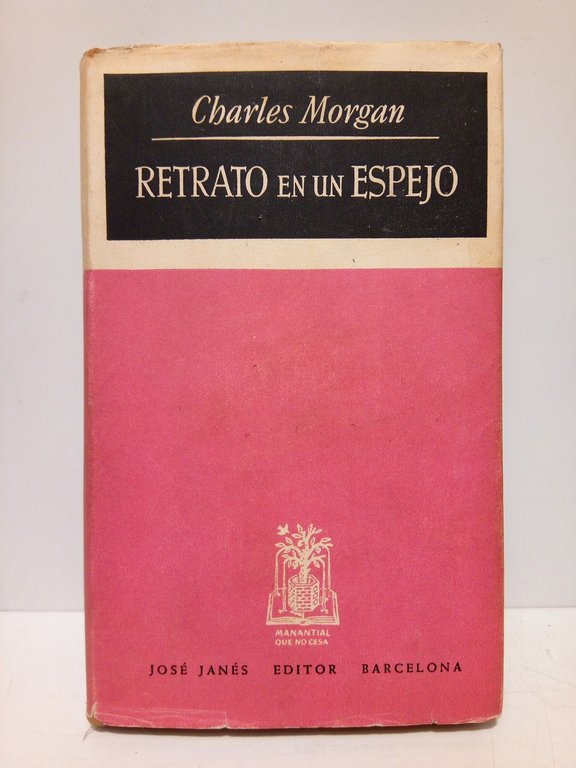 Charles Morgan
RETRATO EN UN ESPEJO
MANANTIAL
QUE NO CESA
JOSÉ JANÉS EDITOR BARCELONA